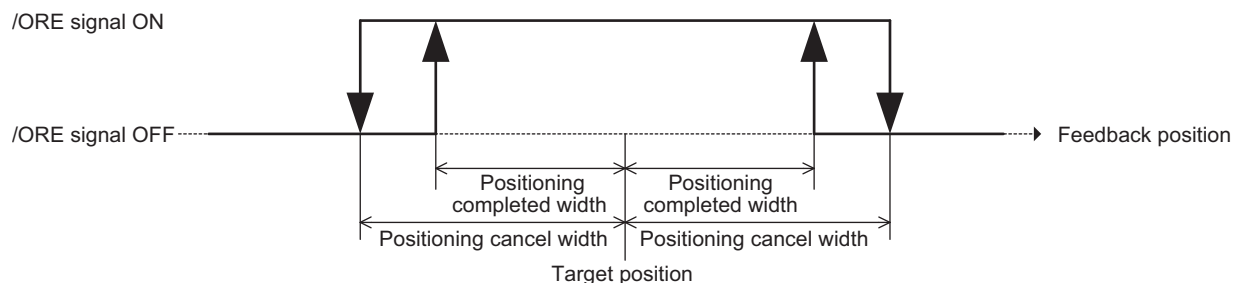 /ORE signal ON
/ORE signal OFF
Feedback position
Positioning
completed width
Positioning
completed width
Positioning cancel width
Positioning cancel width
Target position